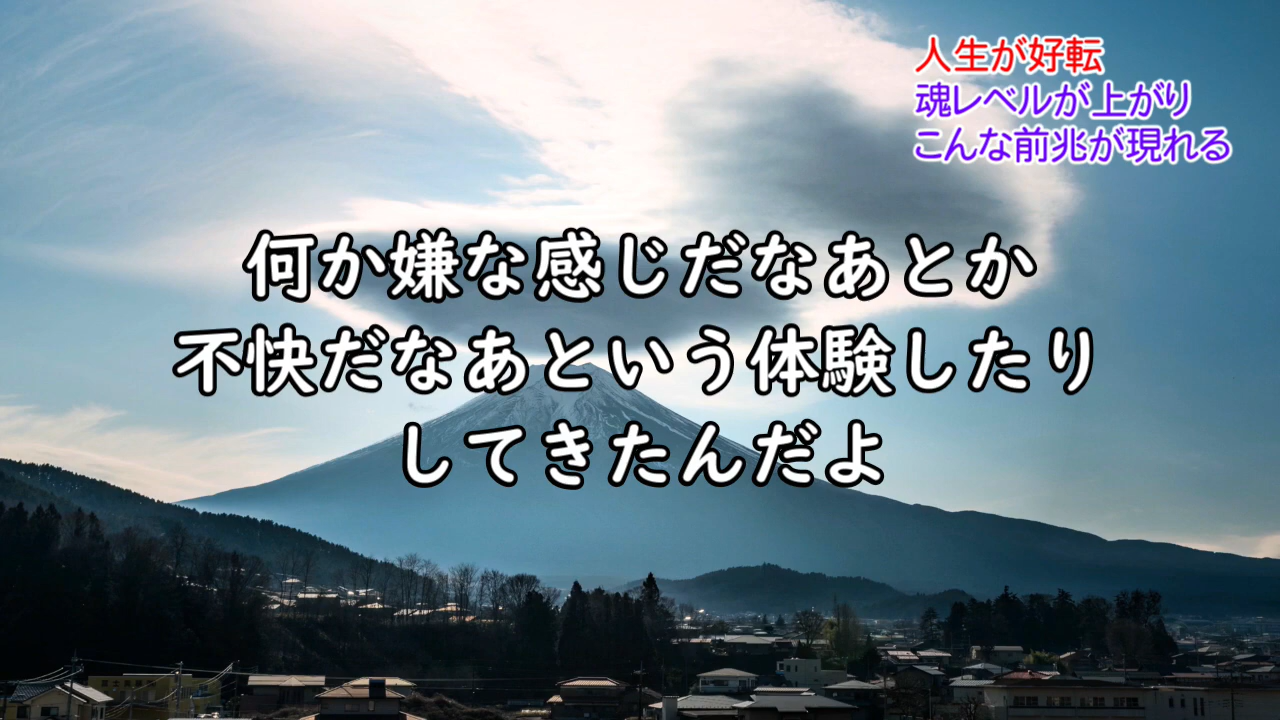 人生が好転
魂レベルが上がり
こんな前兆が現れる
何か嫌な感じだなあとか
不快だなあという体験したり
してきたんだよ